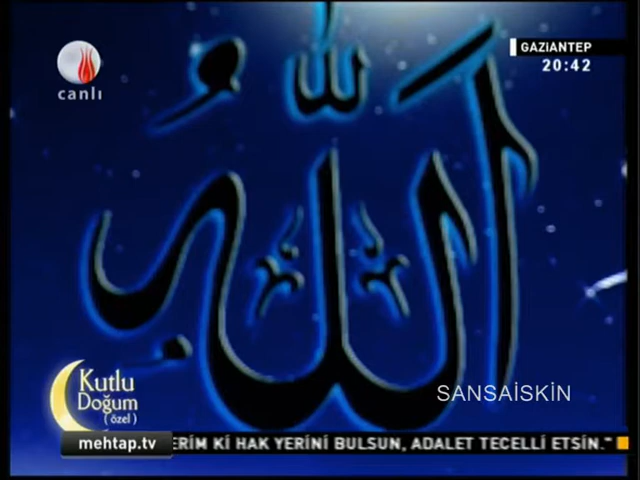 GAZiANTEP
20:42
canlı
الله
Kutlu
Doğum
(özel)
SANSAİSKİN
mehtap.tv
ERİM Kİ HAK YERİNİ BULSUN, ADALET TECELLİ ETSİN."